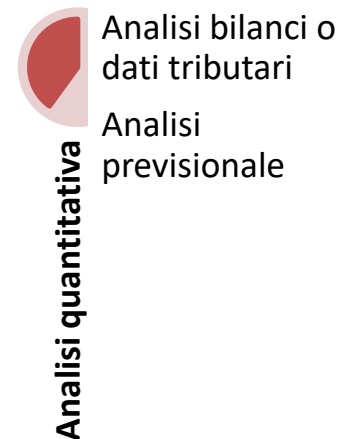 Analisi bilanci o
dati tributari
Analisi
previsionale
Analisi quantitativa